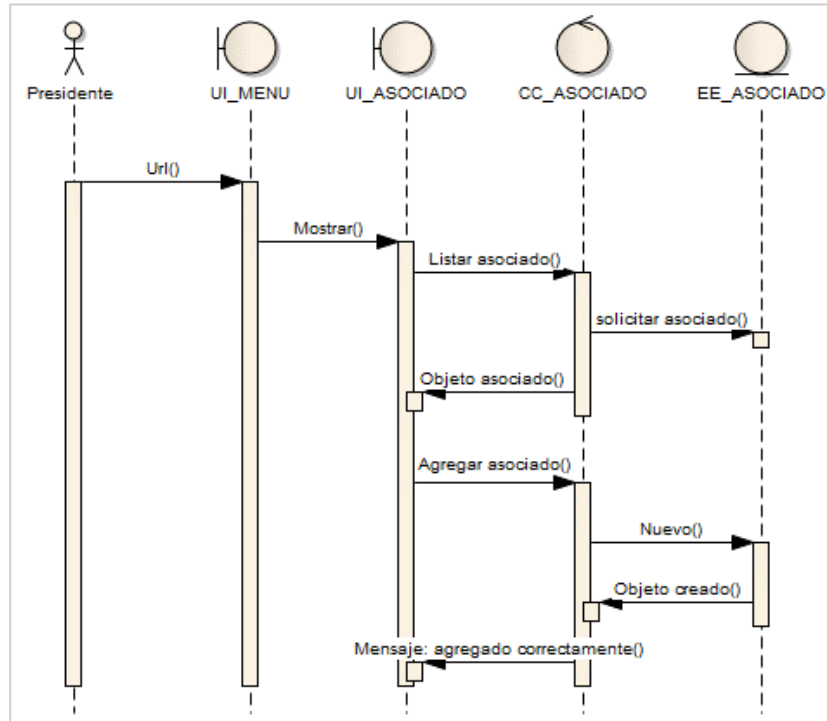 Presidente
UI_MENU
UI_ASOCIADO
CC_ASOCIADO
EE_ASOCIADO
Url()
Mostrar()
Listar asociado()
solicitar asociado()
Objeto asociado()
Agregar asociado()
Nuevo()
Objeto creado()
Mensaje: agregado correctamente()